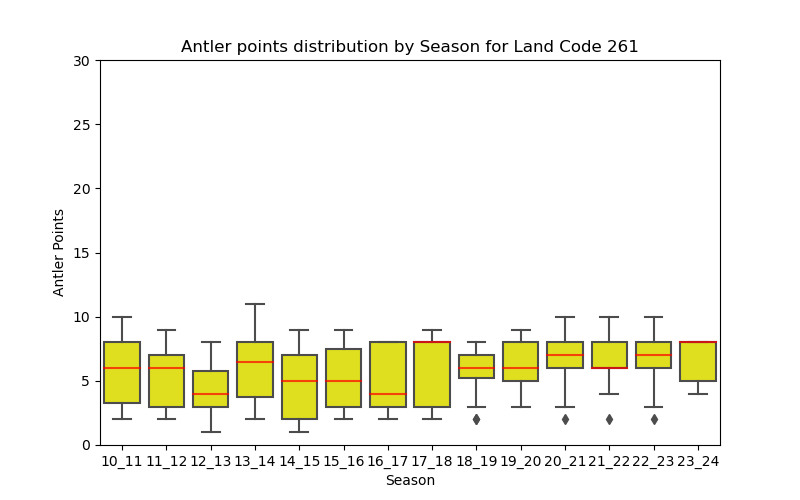 Antler points distribution by Season for Land Code 261
30
25
20
15
10
5
0
Antler Points
10_11 11_12 12_13 13_14 14_15 15_16 16_17 17_18 18_19 19_20 20_21 21_22 22_23 23_24
Season